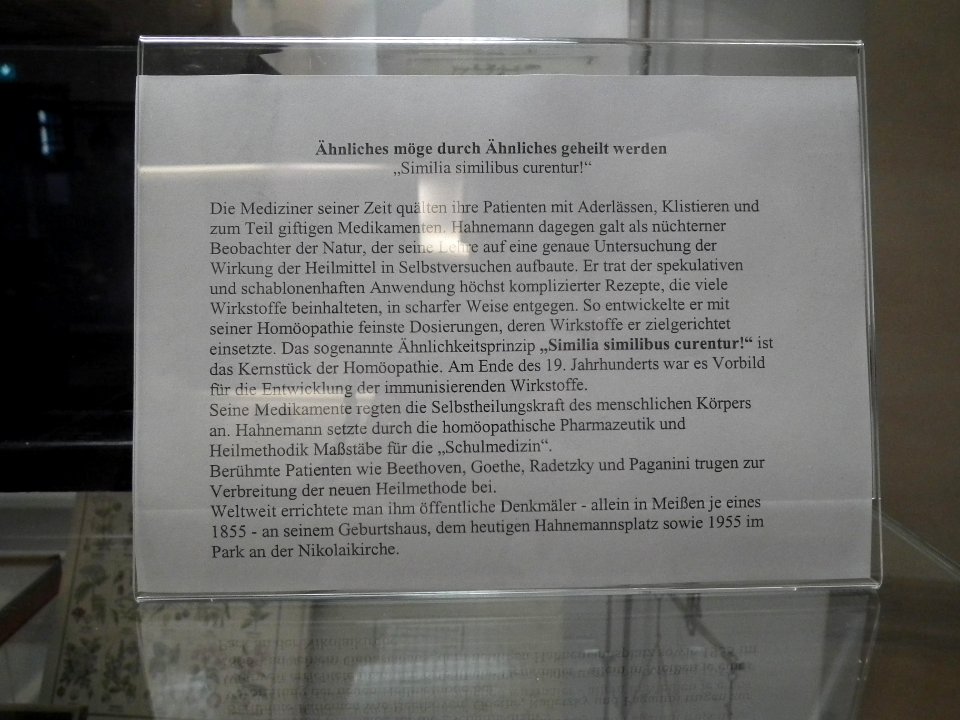 Ähnliches möge durch Ähnliches geheilt werden
„Similia similibus curentur!“
Die Mediziner seiner Zeit quälten ihre Patienten mit Aderlässen, Klistieren und
zum Teil giftigen Medikamenten. Hahnemann dagegen galt als nüchterner
Beobachter der Natur, der seine Lehre auf eine genaue Untersuchung der
Wirkung der Heilmittel in Selbstversuchen aufbaute. Er trat der spekulativen
und schablonenhaften Anwendung höchst komplizierter Rezepte, die viele
Wirkstoffe beinhalteten, in scharfer Weise entgegen. So entwickelte er mit
seiner Homöopathie feinste Dosierungen, deren Wirkstoffe er zielgerichtet
einsetzte. Das sogenannte Ähnlichkeitsprinzip „Similia similibus curentur!“ ist
das Kernstück der Homöopathie. Am Ende des 19. Jahrhunderts war es Vorbild
für die Entwicklung der immunisierenden Wirkstoffe.
Seine Medikamente regten die Selbstheilungskraft des menschlichen Körpers
an. Hahnemann setzte durch die homöopathische Pharmazeutik und
Heilmethodik Maßstäbe für die „Schulmedizin“.
Berühmte Patienten wie Beethoven, Goethe, Radetzky und Paganini trugen zur
Verbreitung der neuen Heilmethode bei.
Weltweit errichtete man ihm öffentliche Denkmäler - allein in Meißen je eines
1855 - an seinem Geburtshaus, dem heutigen Hahnemannsplatz sowie 1955 im
Park an der Nikolaikirche.